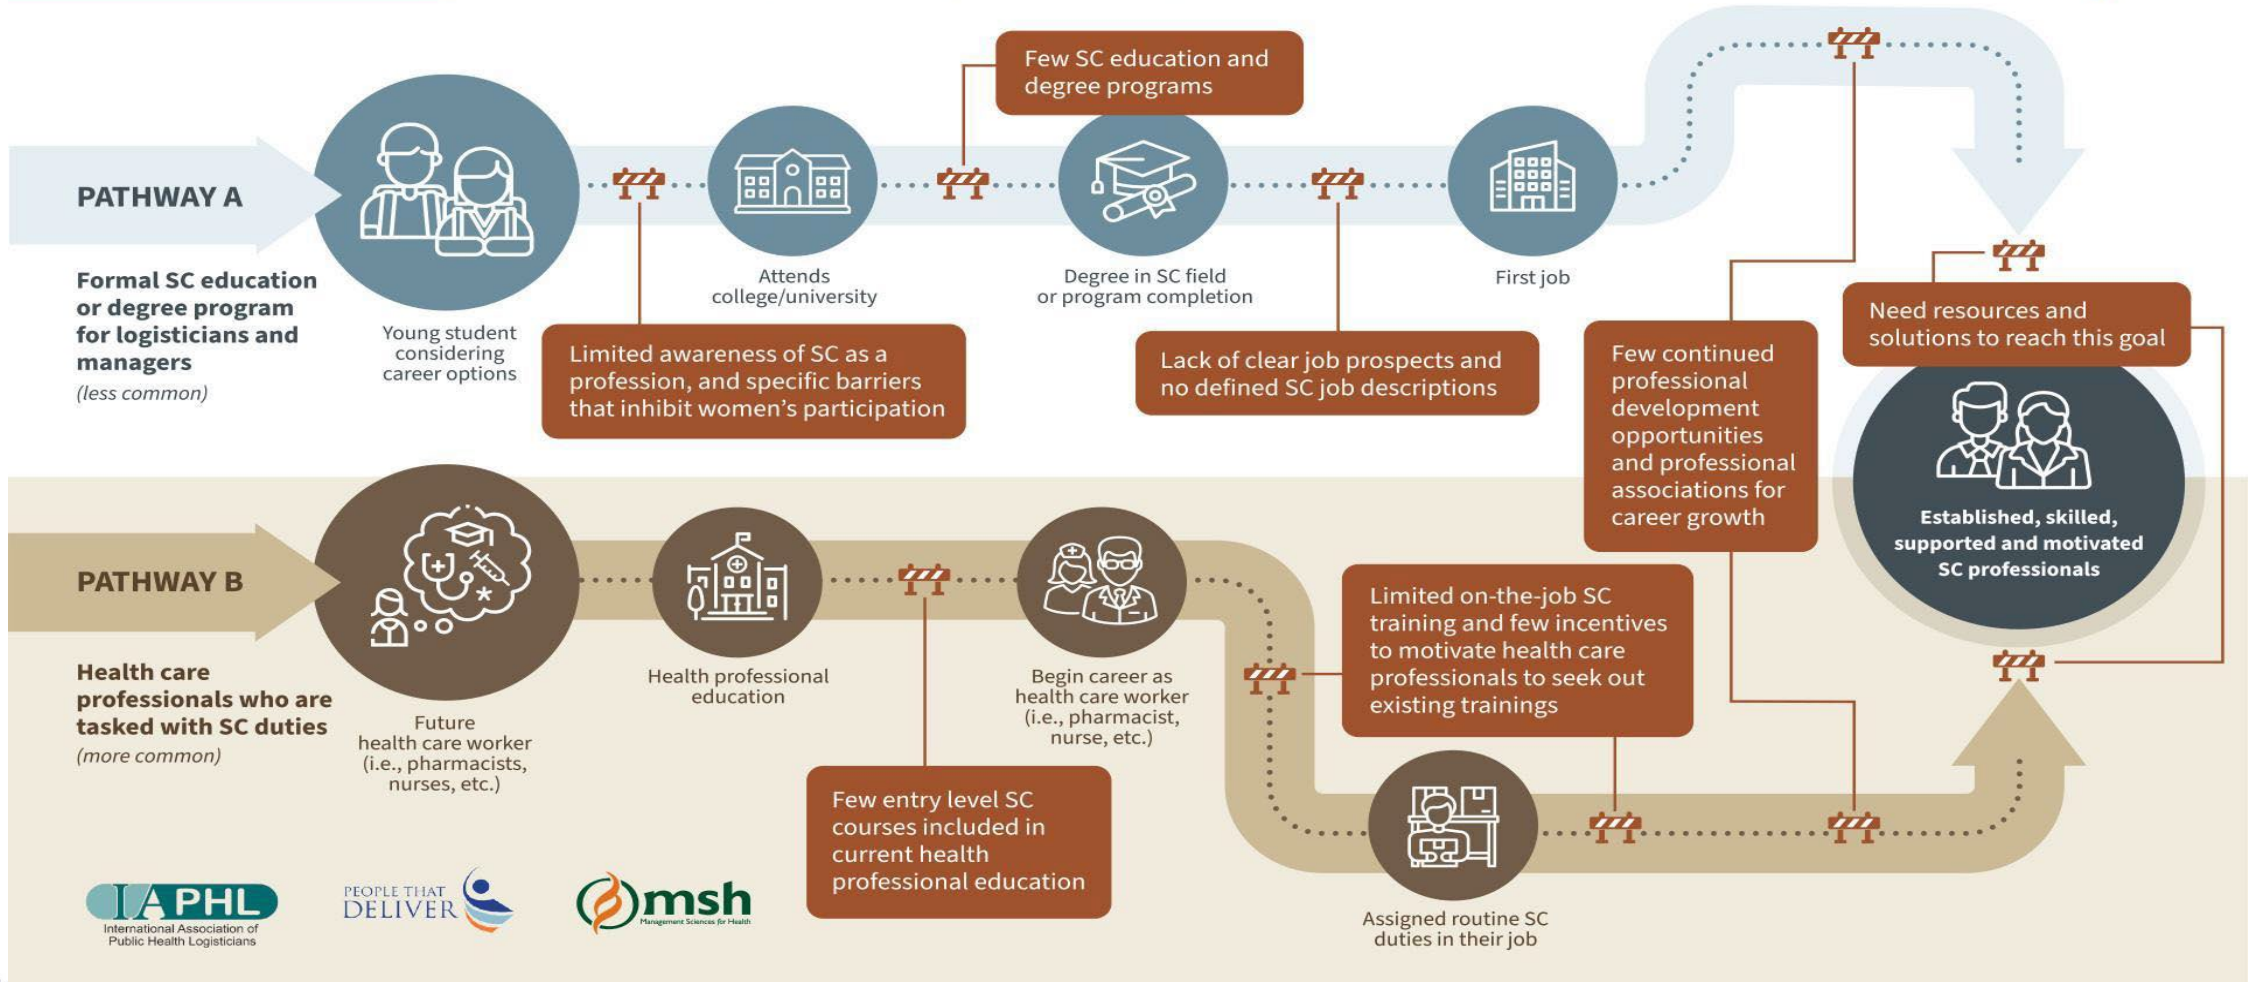 Few SC education and
degree programs
PATHWAY A
Formal SC education
or degree program
for logisticians and
managers
(less common)
Young student
considering
career options
Attends
college/university
Degree in SC field
or program completion
First job
Limited awareness of SC as a
profession, and specific barriers
that inhibit women's participation
Lack of clear job prospects and
no defined SC job descriptions
Few continued
professional
development
opportunities
and professional
associations for
career growth
Need resources and
solutions to reach this goal
Established, skilled,
supported and motivated
SC professionals
PATHWAY B
Health care
professionals who are
tasked with SC duties
(more common)
Future
health care worker
(i.e., pharmacists,
nurses, etc.)
Health professional
education
Begin career as
health care worker
(i.e., pharmacist,
nurse, etc.)
Limited on-the-job SC
training and few incentives
to motivate health care
professionals to seek out
existing trainings
Few entry level SC
courses included in
current health
professional education
Assigned routine SC
duties in their job
IAPHL
International Association of
Public Health Logisticians
PEOPLE THAT
DELIVER
msh
Management Sciences for Health